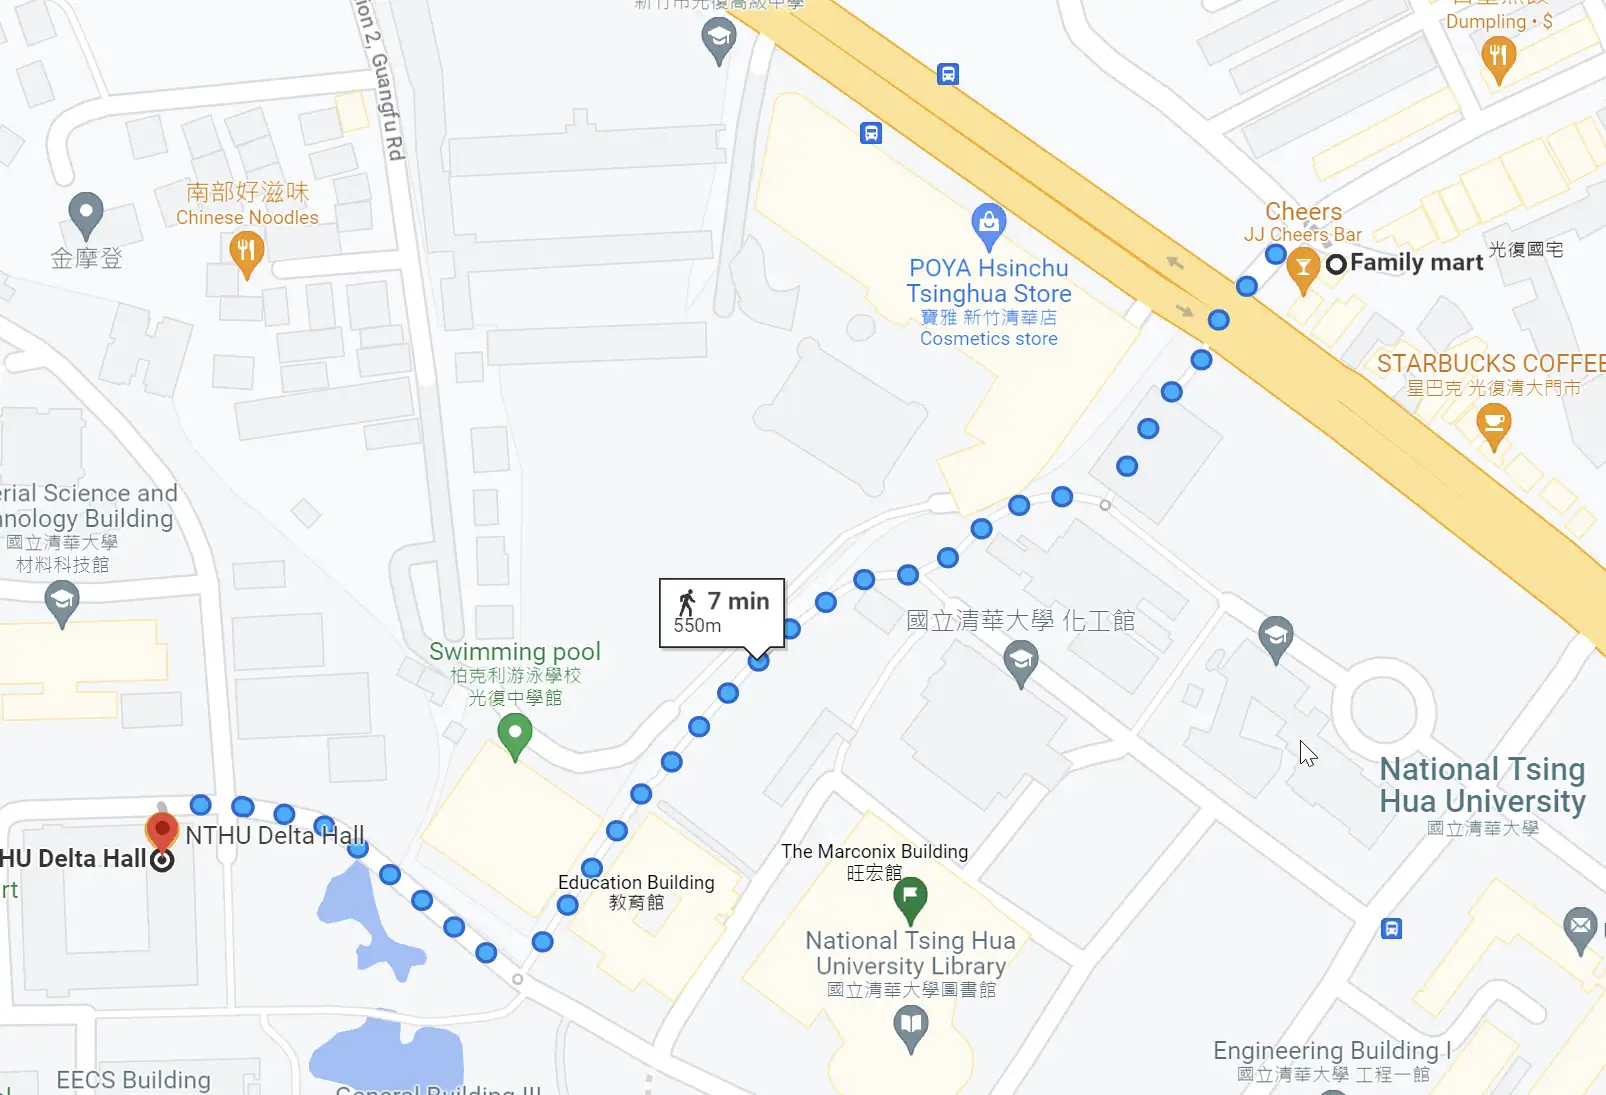 新竹市光復高級中學
Dumpling • $
tion 2, Guangfu Rd
南部好滋味
Chinese Noodles
金摩登
Cheers
JJ Cheers Bar
Family mart
光復國宅
POYA Hsinchu
Tsinghua Store
寶雅 新竹清華店
Cosmetics store
STARBUCKS COFFEE
星巴克 光復清大門市
erial Science and
hnology Building
國立清華大學
材料科技館
7 min
550m
國立清華大學 化工館
Swimming pool
柏克利游泳學校
光復中學館
National Tsing
Hua University
國立清華大學
NTHU Delta Hall
HU Delta Hall
rt
The Marconix Building
旺宏館
Education Building
教育館
National Tsing Hua
University Library
國立清華大學圖書館
Engineering Building I
國立清華大學 工程一館
EECS Building
General Building III